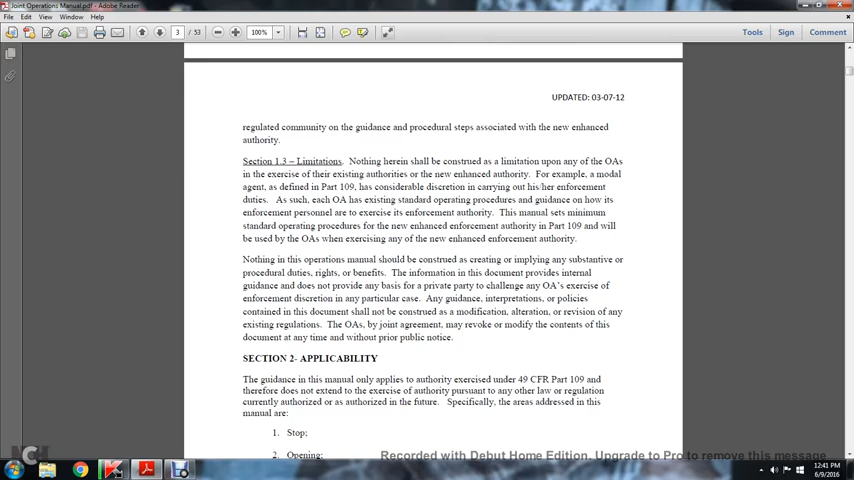 Joint Operations Manual.pdf - Adobe Reader
File Edit View Window Help
3 / 53 100% Tools Sign Comment
UPDATED: 03-07-12
regulated community on the guidance and procedural steps associated with the new enhanced
authority.
Section 1.3 – Limitations. Nothing herein shall be construed as a limitation upon any of the OAs
in the exercise of their existing authorities or the new enhanced authority. For example, a modal
agent, as defined in Part 109, has considerable discretion in carrying out his/her enforcement
duties. As such, each OA has existing standard operating procedures and guidance on how its
enforcement personnel are to exercise its enforcement authority. This manual sets minimum
standard operating procedures for the new enhanced enforcement authority in Part 109 and will
be used by the OAs when exercising any of the new enhanced enforcement authority.
Nothing in this operations manual should be construed as creating or implying any substantive or
procedural duties, rights, or benefits. The information in this document provides internal
guidance and does not provide any basis for a private party to challenge any OA's exercise of
enforcement discretion in any particular case. Any guidance, interpretations, or policies
contained in this document shall not be construed as a modification, alteration, or revision of any
existing regulations. The OAs, by joint agreement, may revoke or modify the contents of this
document at any time and without prior public notice.
SECTION 2- APPLICABILITY
The guidance in this manual only applies to authority exercised under 49 CFR Part 109 and
therefore does not extend to the exercise of authority pursuant to any other law or regulation
currently authorized or as authorized in the future. Specifically, the areas addressed in this
manual are:
1. Stop;
2. Opening;
NCH
Recorded with Debut Home Edition. Upgrade to Pro to remove this message
12:41 PM
6/9/2016